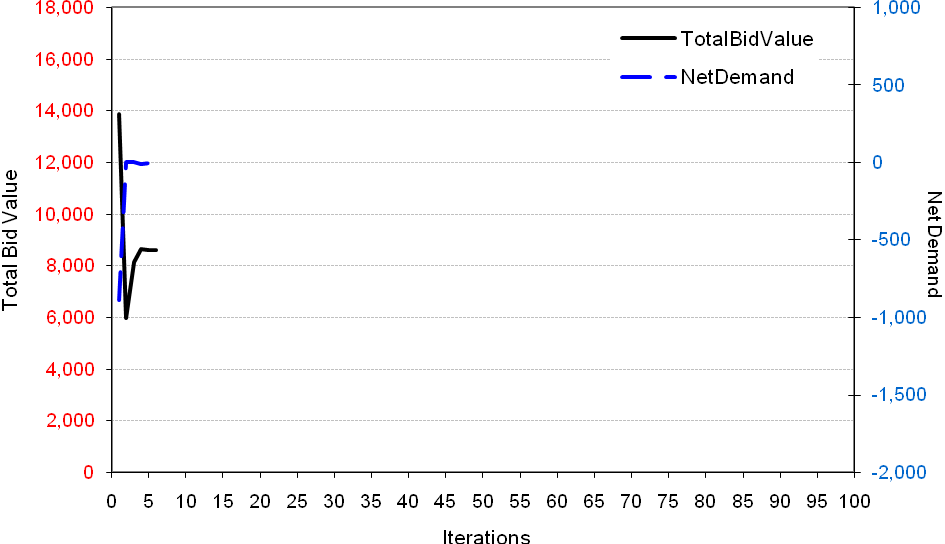 18,000
16,000
14,000
12,000
10,000
8,000
6,000
4,000
2,000
0
Total Bid Value
TotalBidValue
NetDemand
1,000
500
0
-500
-1,000
-1,500
-2,000
Net Demand
0 5 10 15 20 25 30 35 40 45 50 55 60 65 70 75 80 85 90 95 100
Iterations